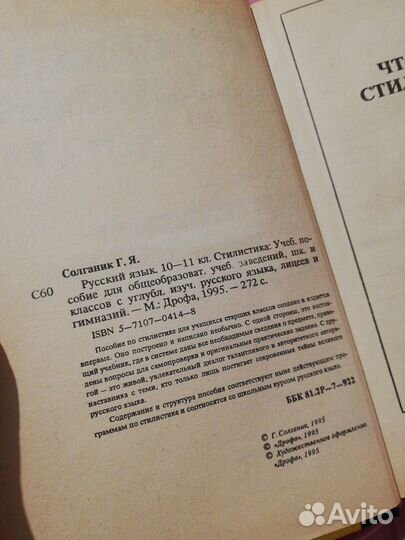 Солганик Г. Я.
С60 Русский язык. 10—11 кл. Стилистика: Учеб. по-
собие для общеобразоват. учеб. заведений, шк. и
классов с углубл. изуч. русского языка, лицеев и
гимназий. — М.: Дрофа, 1995. — 272 с.
ISBN 5—7107—0414—8
Пособие по стилистике для учащихся старших классов создано и издается
впервые. Оно построено и написано необычно. С одной стороны, это настоя-
щий учебник, где в системе даны все необходимые сведения о предмете, приве-
дены вопросы для самопроверки и оригинальные практические задания. С дру-
гой — это живой, увлекательный диалог талантливого и авторитетного автора-
наставника с теми, кто только лишь постигает сокровенные тайны великого
русского языка.
Содержание и структура пособия соответствуют ныне действующим про-
граммам по стилистике и соотносятся со школьным курсом русского языка.
ББК 81.2Р—7—922
© Г. Солганик, 1995
© «Дрофа», 1995
© Художественное оформление.
«Дрофа», 1995
ЧТ
СТИЛ
Avito